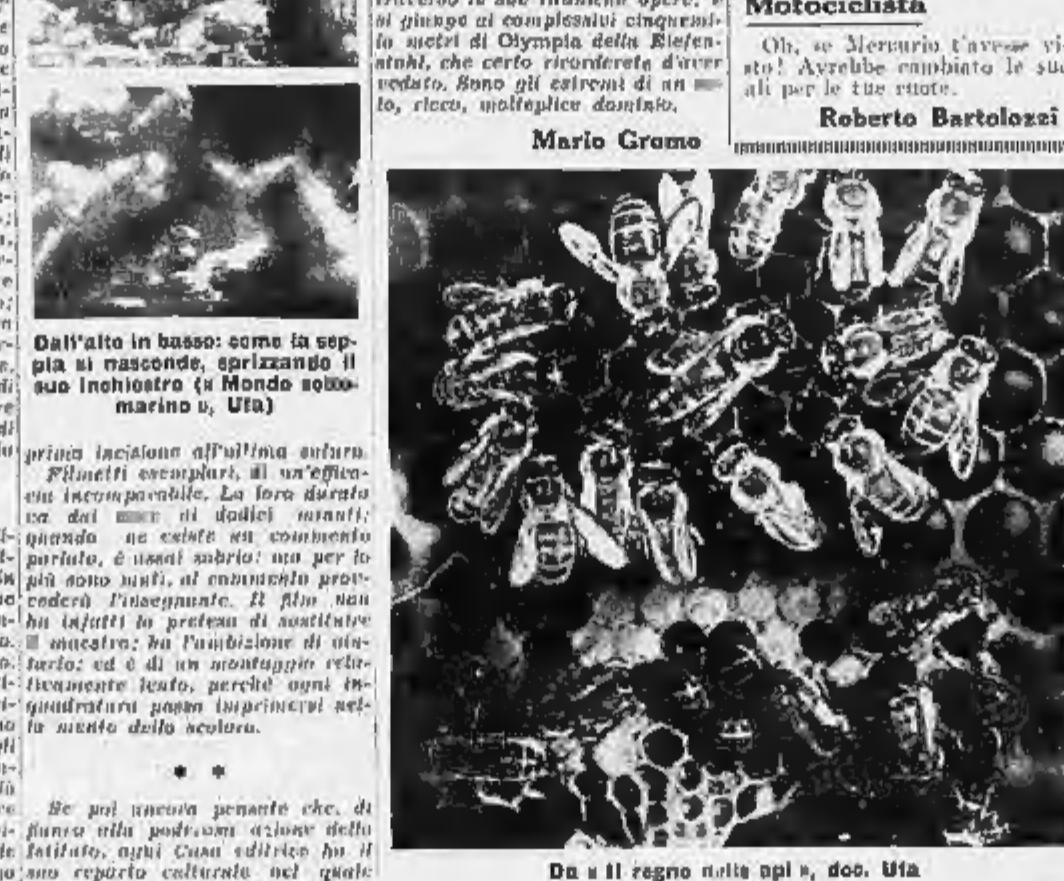 Dall'alto in basso: come la sep-
pia si nasconde, sprizzando il
suo inchiostro (« Mondo sotto-
marino », Ufa)
prima incisione all'ultima sutura.
Filmetti esemplari, di un'effica-
cia incomparabile. La loro durata
va dai ai dodici minuti;
quando ne esiste un commento
parlato, è assai sobrio; ma per lo
più sono muti, al commento prov-
vederà l'insegnante. Il film non
ha infatti la pretesa di sostituire
maestro; ha l'ambizione di aiu-
tarlo; ed è di un montaggio rela-
tivamente lento, perché ogni in-
quadratura possa imprimersi nel-
la mente dello scolaro.
* *
Se poi ancora pensate che, di
fianco alla poderosa azione dello
Istituto, ogni Casa editrice ha il
suo reparto culturale nel quale
si giunge ai complessivi cinquemi-
la metri di Olympia della Riefen-
stahl, che certo ricorderete d'aver
veduto. Sono gli estremi di un
lo, ricco, molteplice dominio.
Mario Gromo
Motociclista
Oh, se Mercurio t'avesse vi-
sto! Avrebbe cambiato le sue
ali per le tue ruote.
Roberto Bartolozzi
Da « Il regno delle api », doc. Ufa